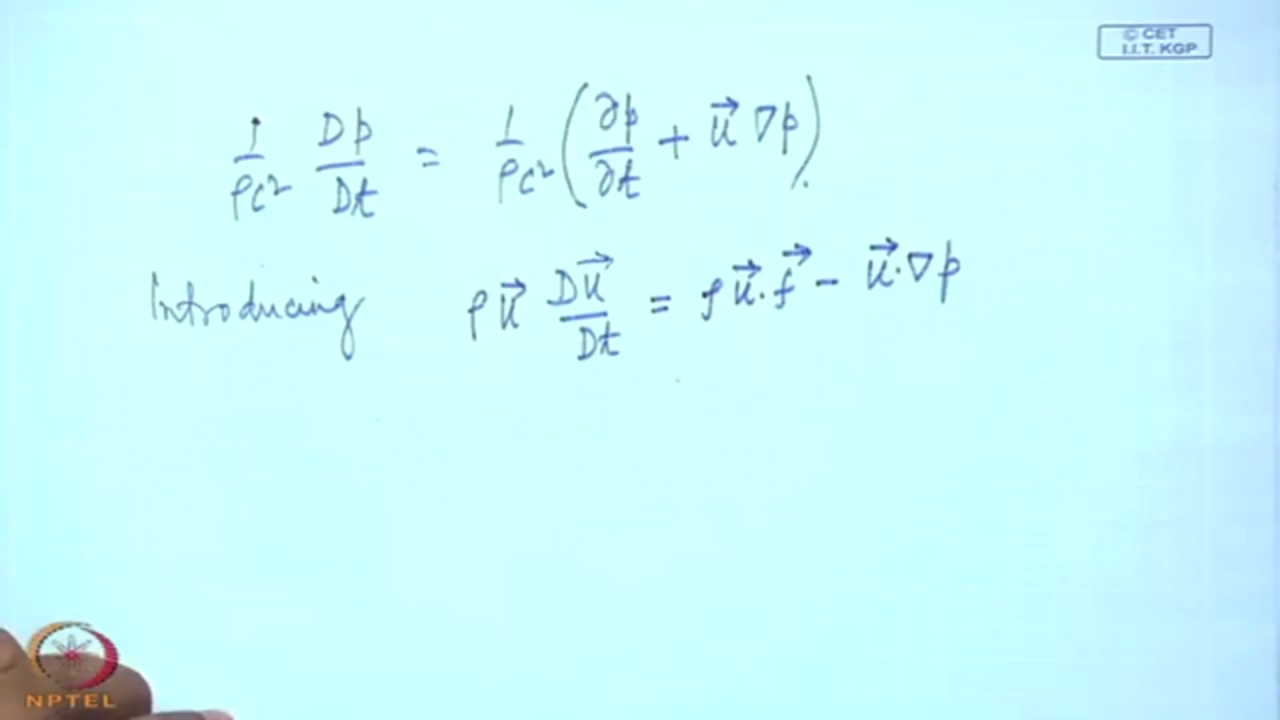 © CET
I.I.T. KGP
1/ρc² Dp/Dt = 1/ρc² (∂p/∂t + u⃗ ∇p)
Introducing ρu⃗ Du⃗/Dt = ρu⃗.f⃗ - u⃗.∇p
NPTEL